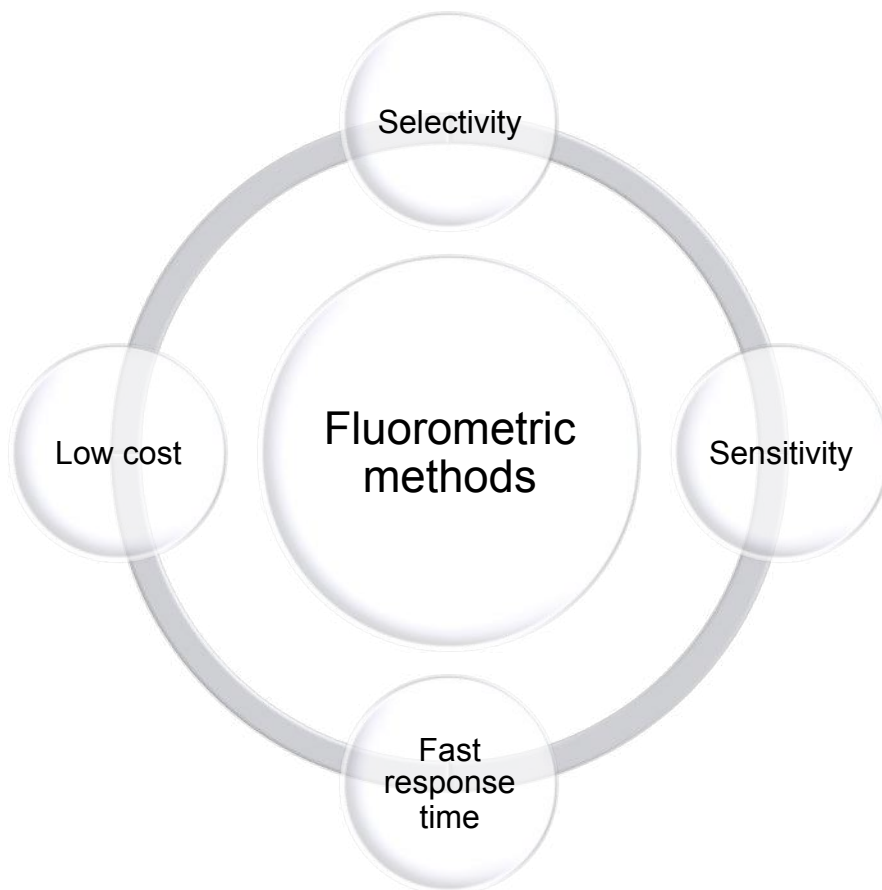 Selectivity
Low cost
Fluorometric
methods
Sensitivity
Fast
response
time